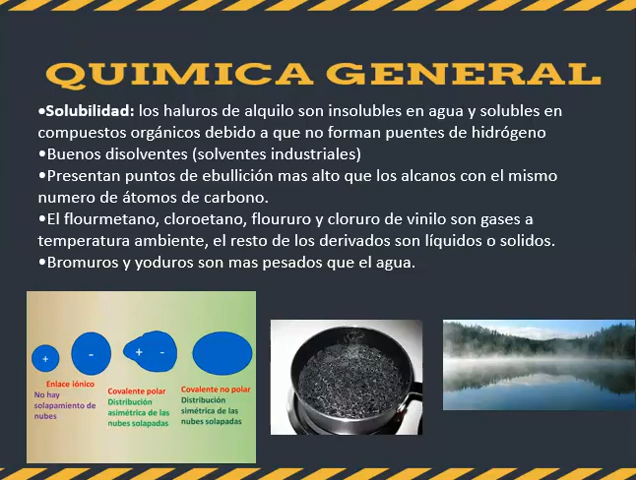 QUIMICA GENERAL
•Solubilidad: los haluros de alquilo son insolubles en agua y solubles en
compuestos orgánicos debido a que no forman puentes de hidrógeno
•Buenos disolventes (solventes industriales)
•Presentan puntos de ebullición mas alto que los alcanos con el mismo
numero de átomos de carbono.
•El flourmetano, cloroetano, floururo y cloruro de vinilo son gases a
temperatura ambiente, el resto de los derivados son líquidos o solidos.
•Bromuros y yoduros son mas pesados que el agua.
+ - + -
Enlace iónico
No hay
solapamiento de
nubes
Covalente polar
Distribución
asimétrica de las
nubes solapadas
Covalente no polar
Distribución
simétrica de las
nubes solapadas